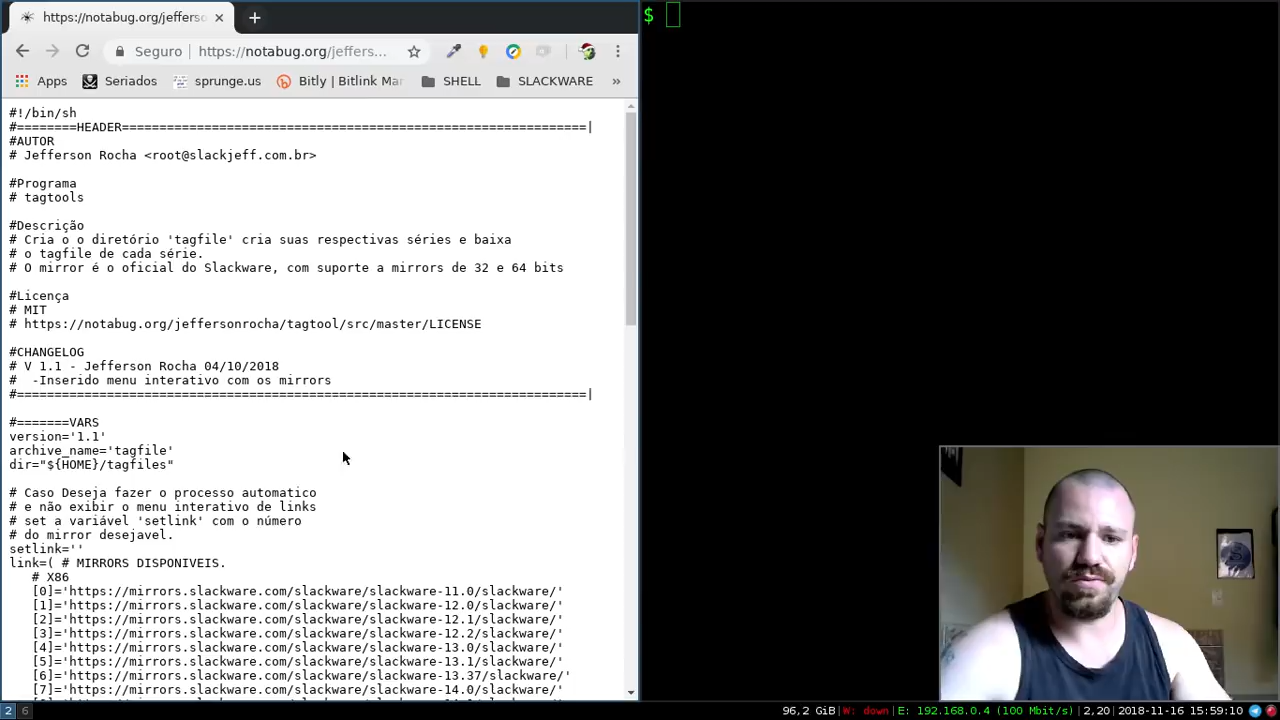 https://notabug.org/jefferso
$
Seguro
https://notabug.org/jeffers...
Apps
Seriados
sprunge.us
Bitly | Bitlink Mar
SHELL
SLACKWARE
»
#!/bin/sh
#========HEADER==============================================================|
#AUTOR
# Jefferson Rocha <root@slackjeff.com.br>
#Programa
# tagtools
#Descrição
# Cria o o diretório 'tagfile' cria suas respectivas séries e baixa
# o tagfile de cada série.
# O mirror é o oficial do Slackware, com suporte a mirrors de 32 e 64 bits
#Licença
# MIT
# https://notabug.org/jeffersonrocha/tagtool/src/master/LICENSE
#CHANGELOG
# V 1.1 - Jefferson Rocha 04/10/2018
#  -Inserido menu interativo com os mirrors
#============================================================================|
#=======VARS
version='1.1'
archive_name='tagfile'
dir="${HOME}/tagfiles"
# Caso Deseja fazer o processo automatico
# e não exibir o menu interativo de links
# set a variável 'setlink' com o número
# do mirror desejavel.
setlink=''
link=( # MIRRORS DISPONIVEIS.
# X86
[0]='https://mirrors.slackware.com/slackware/slackware-11.0/slackware/'
[1]='https://mirrors.slackware.com/slackware/slackware-12.0/slackware/'
[2]='https://mirrors.slackware.com/slackware/slackware-12.1/slackware/'
[3]='https://mirrors.slackware.com/slackware/slackware-12.2/slackware/'
[4]='https://mirrors.slackware.com/slackware/slackware-13.0/slackware/'
[5]='https://mirrors.slackware.com/slackware/slackware-13.1/slackware/'
[6]='https://mirrors.slackware.com/slackware/slackware-13.37/slackware/'
[7]='https://mirrors.slackware.com/slackware/slackware-14.0/slackware/'
2 6
96,2 GiB|W: down|E: 192.168.0.4 (100 Mbit/s)|2,20|2018-11-16 15:59:10